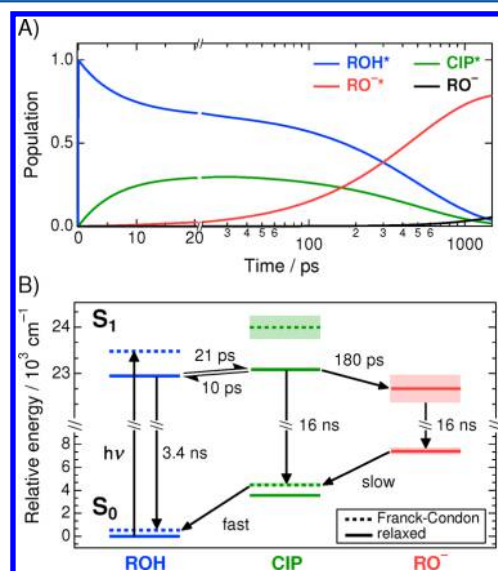 A)
1.0
0.5
0.0
Population
ROH*
CIP*
RO⁻*
RO⁻
0
10
20
3 4 5 6
100
2 3 4 5 6
1000
Time / ps
B)
Relative energy / 10³ cm⁻¹
24
23
8
6
4
2
0
S₁
S₀
21 ps
10 ps
180 ps
hν
3.4 ns
16 ns
16 ns
fast
slow
Franck-Condon
relaxed
ROH
CIP
RO⁻